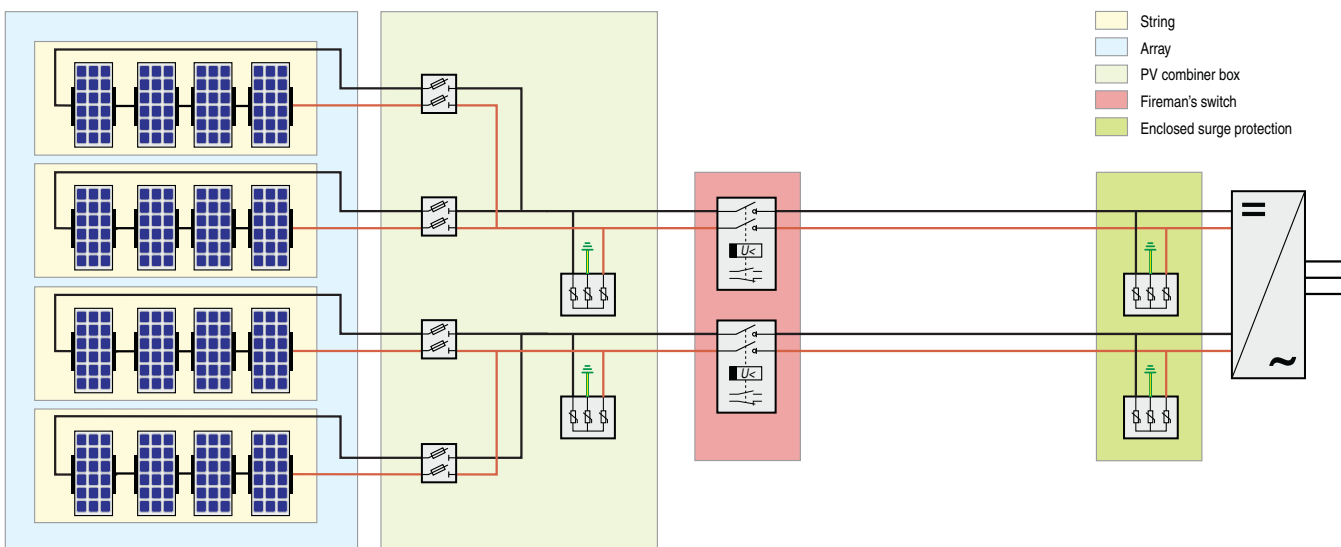 String
Array
PV combiner box
Fireman's switch
Enclosed surge protection
U<
U<
=
~